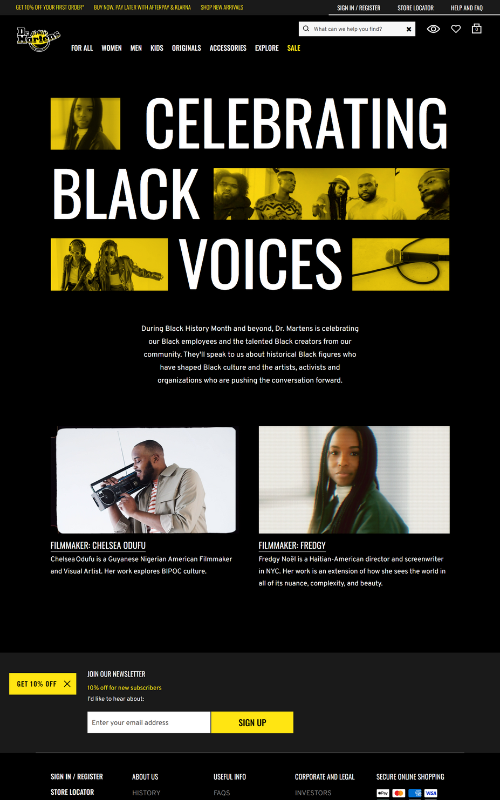 GET 10% OFF YOUR FIRST ORDER*
BUY NOW, PAY LATER WITH AFTERPAY & KLARNA
SHOP NEW ARRIVALS
SIGN IN / REGISTER
STORE LOCATOR
HELP AND FAQ
Dr. Martens
What can we help you find?
0
FOR ALL WOMEN MEN KIDS ORIGINALS ACCESSORIES EXPLORE SALE
CELEBRATING
BLACK
VOICES
During Black History Month and beyond, Dr. Martens is celebrating
our Black employees and the talented Black creators from our
community. They'll speak to us about historical Black figures who
have shaped Black culture and the artists, activists and
organizations who are pushing the conversation forward.
FILMMAKER: CHELSEA ODUFU
Chelsea Odufu is a Guyanese Nigerian American Filmmaker
and Visual Artist. Her work explores BIPOC culture.
FILMMAKER: FREDGY
Fredgy Noël is a Haitian-American director and screenwriter
in NYC. Her work is an extension of how she sees the world in
all of its nuance, complexity, and beauty.
GET 10% OFF
JOIN OUR NEWSLETTER
10% off for new subscribers
I'd like to hear about:
Enter your email address
SIGN UP
SIGN IN / REGISTER
STORE LOCATOR
ABOUT US
HISTORY
USEFUL INFO
FAQS
CORPORATE AND LEGAL
INVESTORS
SECURE ONLINE SHOPPING
Pay
VISA